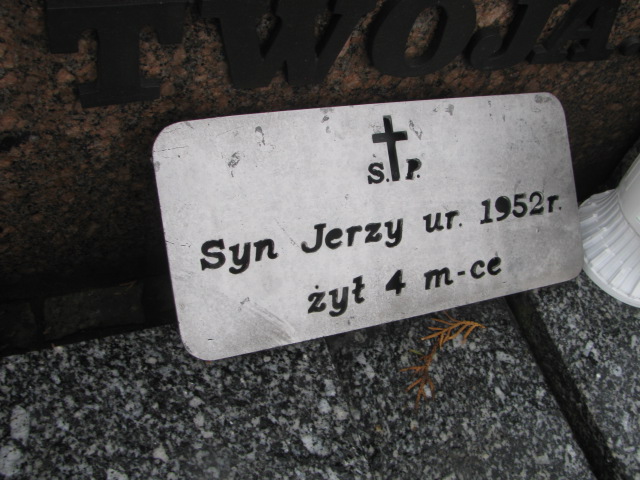 TWOJA
Ś.P.
Syn Jerzy ur. 1952r.
żył 4 m-ce